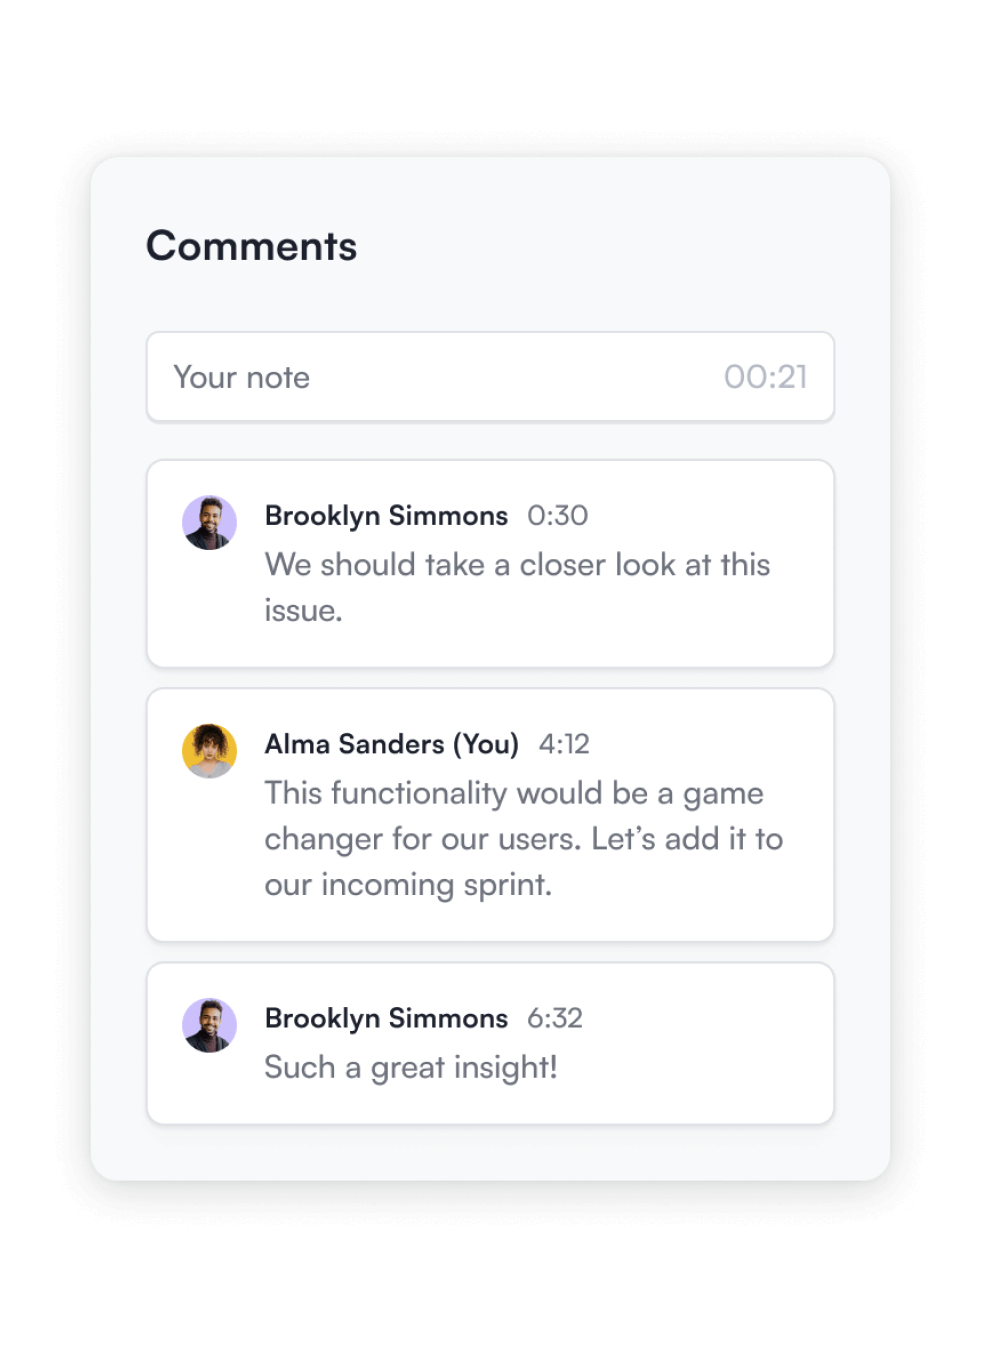 Comments
Your note 00:21
Brooklyn Simmons 0:30
We should take a closer look at this
issue.
Alma Sanders (You) 4:12
This functionality would be a game
changer for our users. Let’s add it to
our incoming sprint.
Brooklyn Simmons 6:32
Such a great insight!